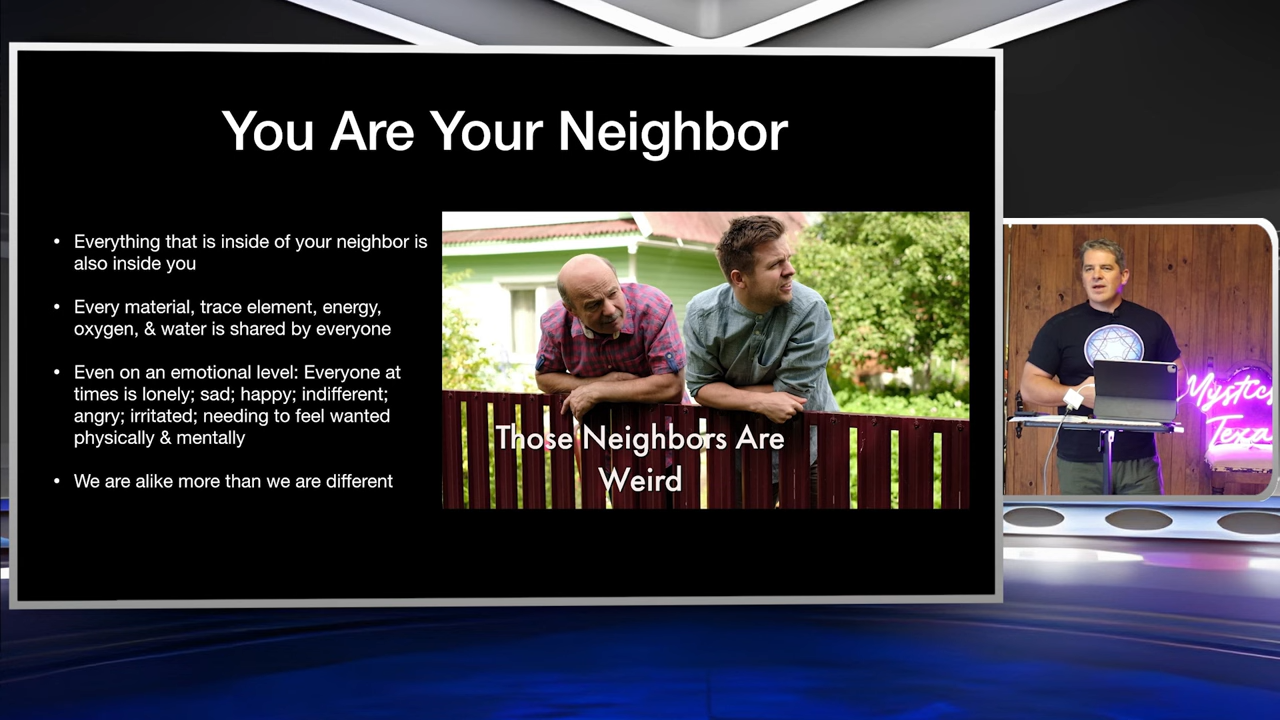 You Are Your Neighbor
• Everything that is inside of your neighbor is
also inside you
• Every material, trace element, energy,
oxygen, & water is shared by everyone
• Even on an emotional level: Everyone at
times is lonely; sad; happy; indifferent;
angry; irritated; needing to feel wanted
physically & mentally
• We are alike more than we are different
Those Neighbors Are
Weird